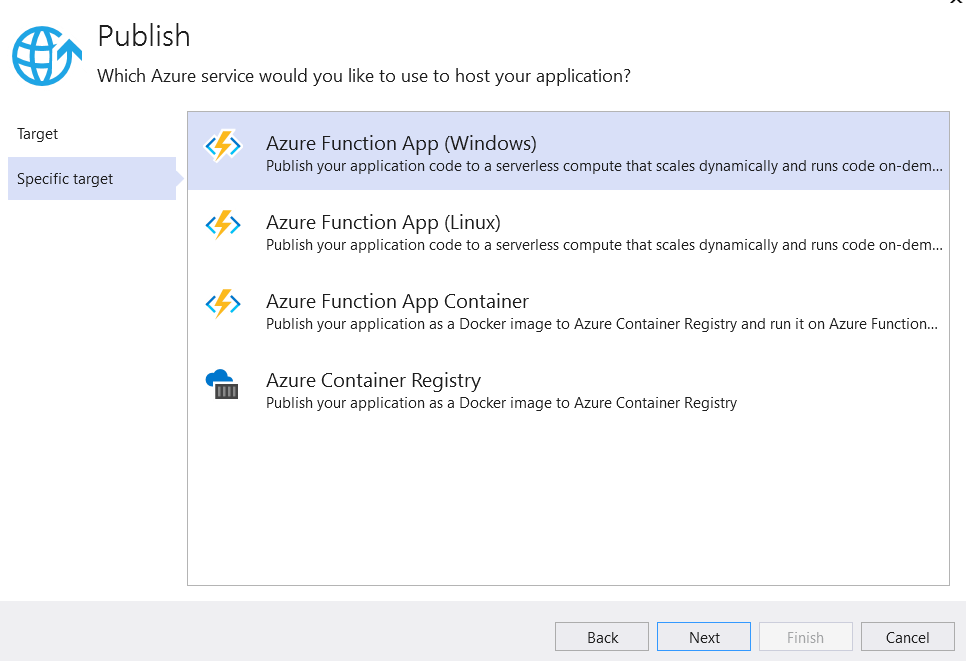 Publish
Which Azure service would you like to use to host your application?
Target
Specific target
Azure Function App (Windows)
Publish your application code to a serverless compute that scales dynamically and runs code on-dem...
Azure Function App (Linux)
Publish your application code to a serverless compute that scales dynamically and runs code on-dem...
Azure Function App Container
Publish your application as a Docker image to Azure Container Registry and run it on Azure Function...
Azure Container Registry
Publish your application as a Docker image to Azure Container Registry
Back
Next
Finish
Cancel